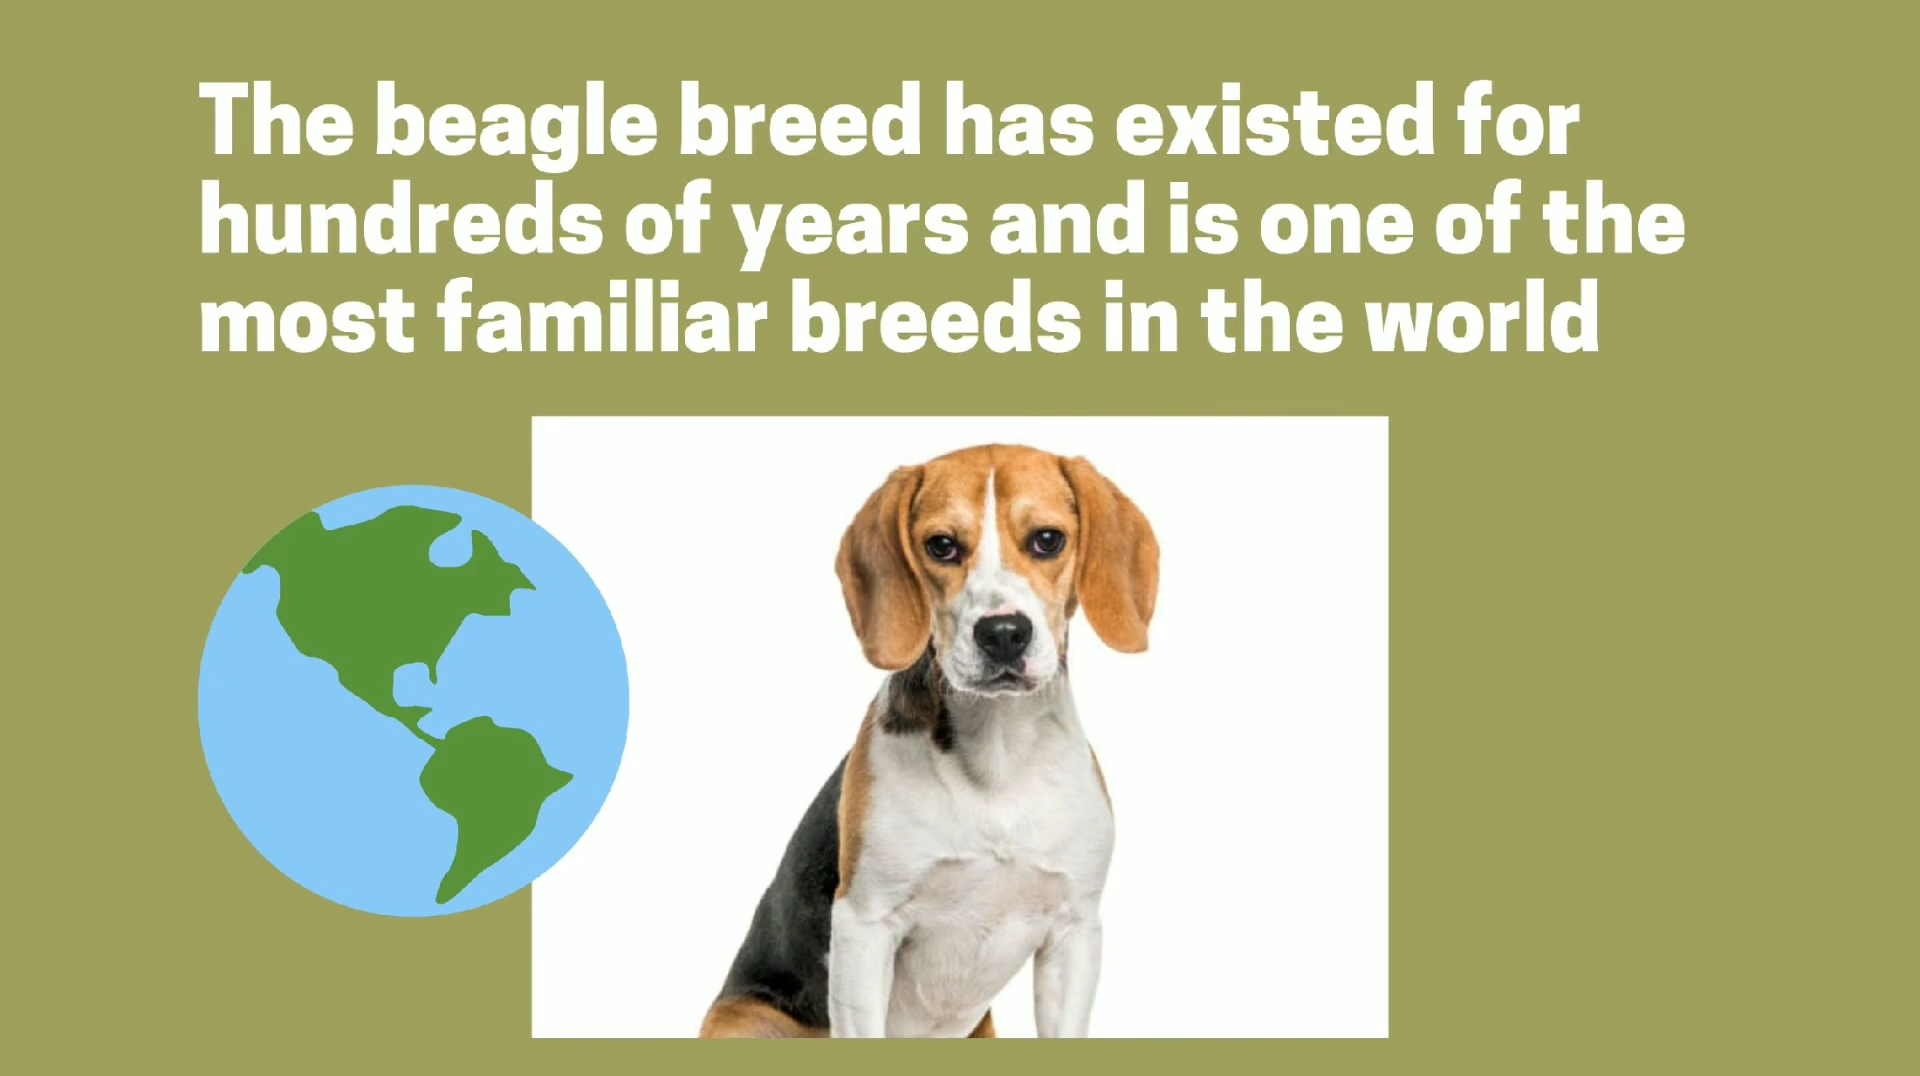 The beagle breed has existed for
hundreds of years and is one of the
most familiar breeds in the world